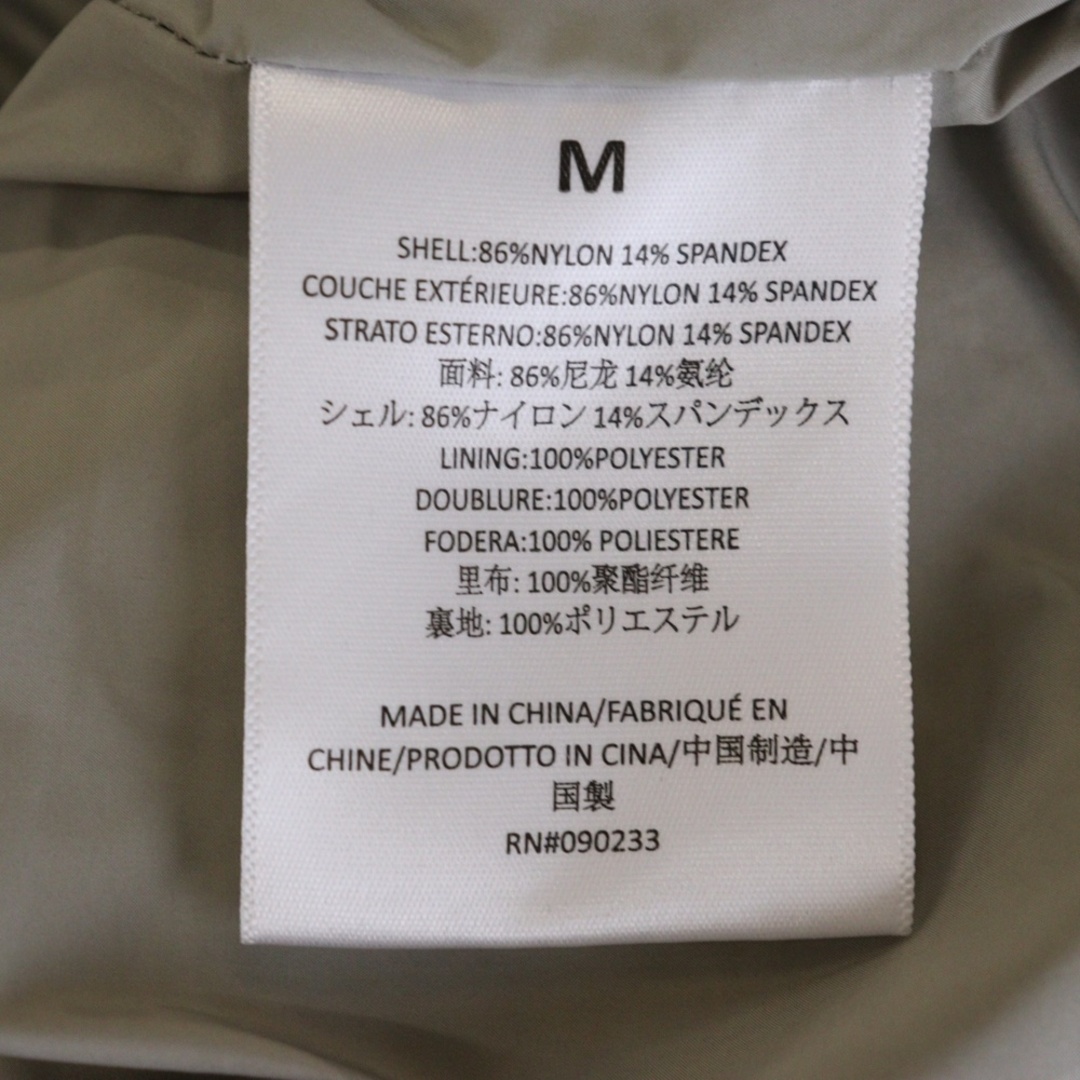 M
SHELL:86%NYLON 14% SPANDEX
COUCHE EXTÉRIEURE:86%NYLON 14% SPANDEX
STRATO ESTERNO:86%NYLON 14% SPANDEX
面料: 86%尼龙 14%氨纶
シェル: 86%ナイロン 14%スパンデックス
LINING:100%POLYESTER
DOUBLURE:100%POLYESTER
FODERA:100% POLIESTERE
里布: 100%聚酯纤维
裏地: 100%ポリエステル
MADE IN CHINA/FABRIQUÉ EN
CHINE/PRODOTTO IN CINA/中国制造/中
国製
RN#090233